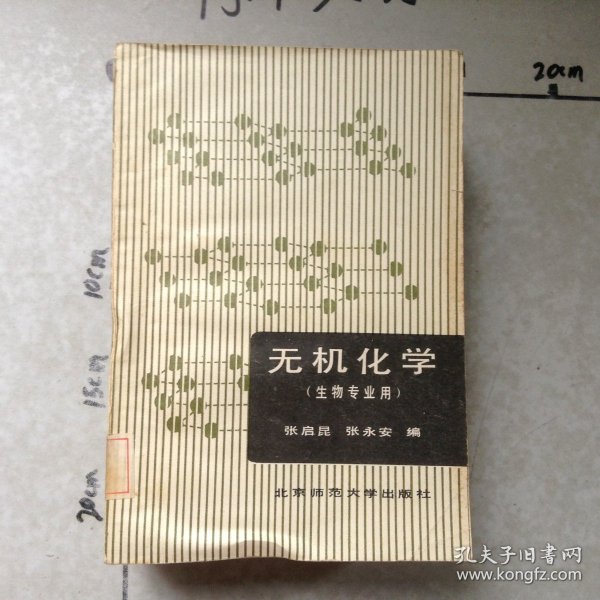 20cm
10cm
15cm
20cm
无机化学
(生物专业用)
张启昆 张永安 编
北京师范大学出版社
孔夫子旧书网
www.kongfz.com